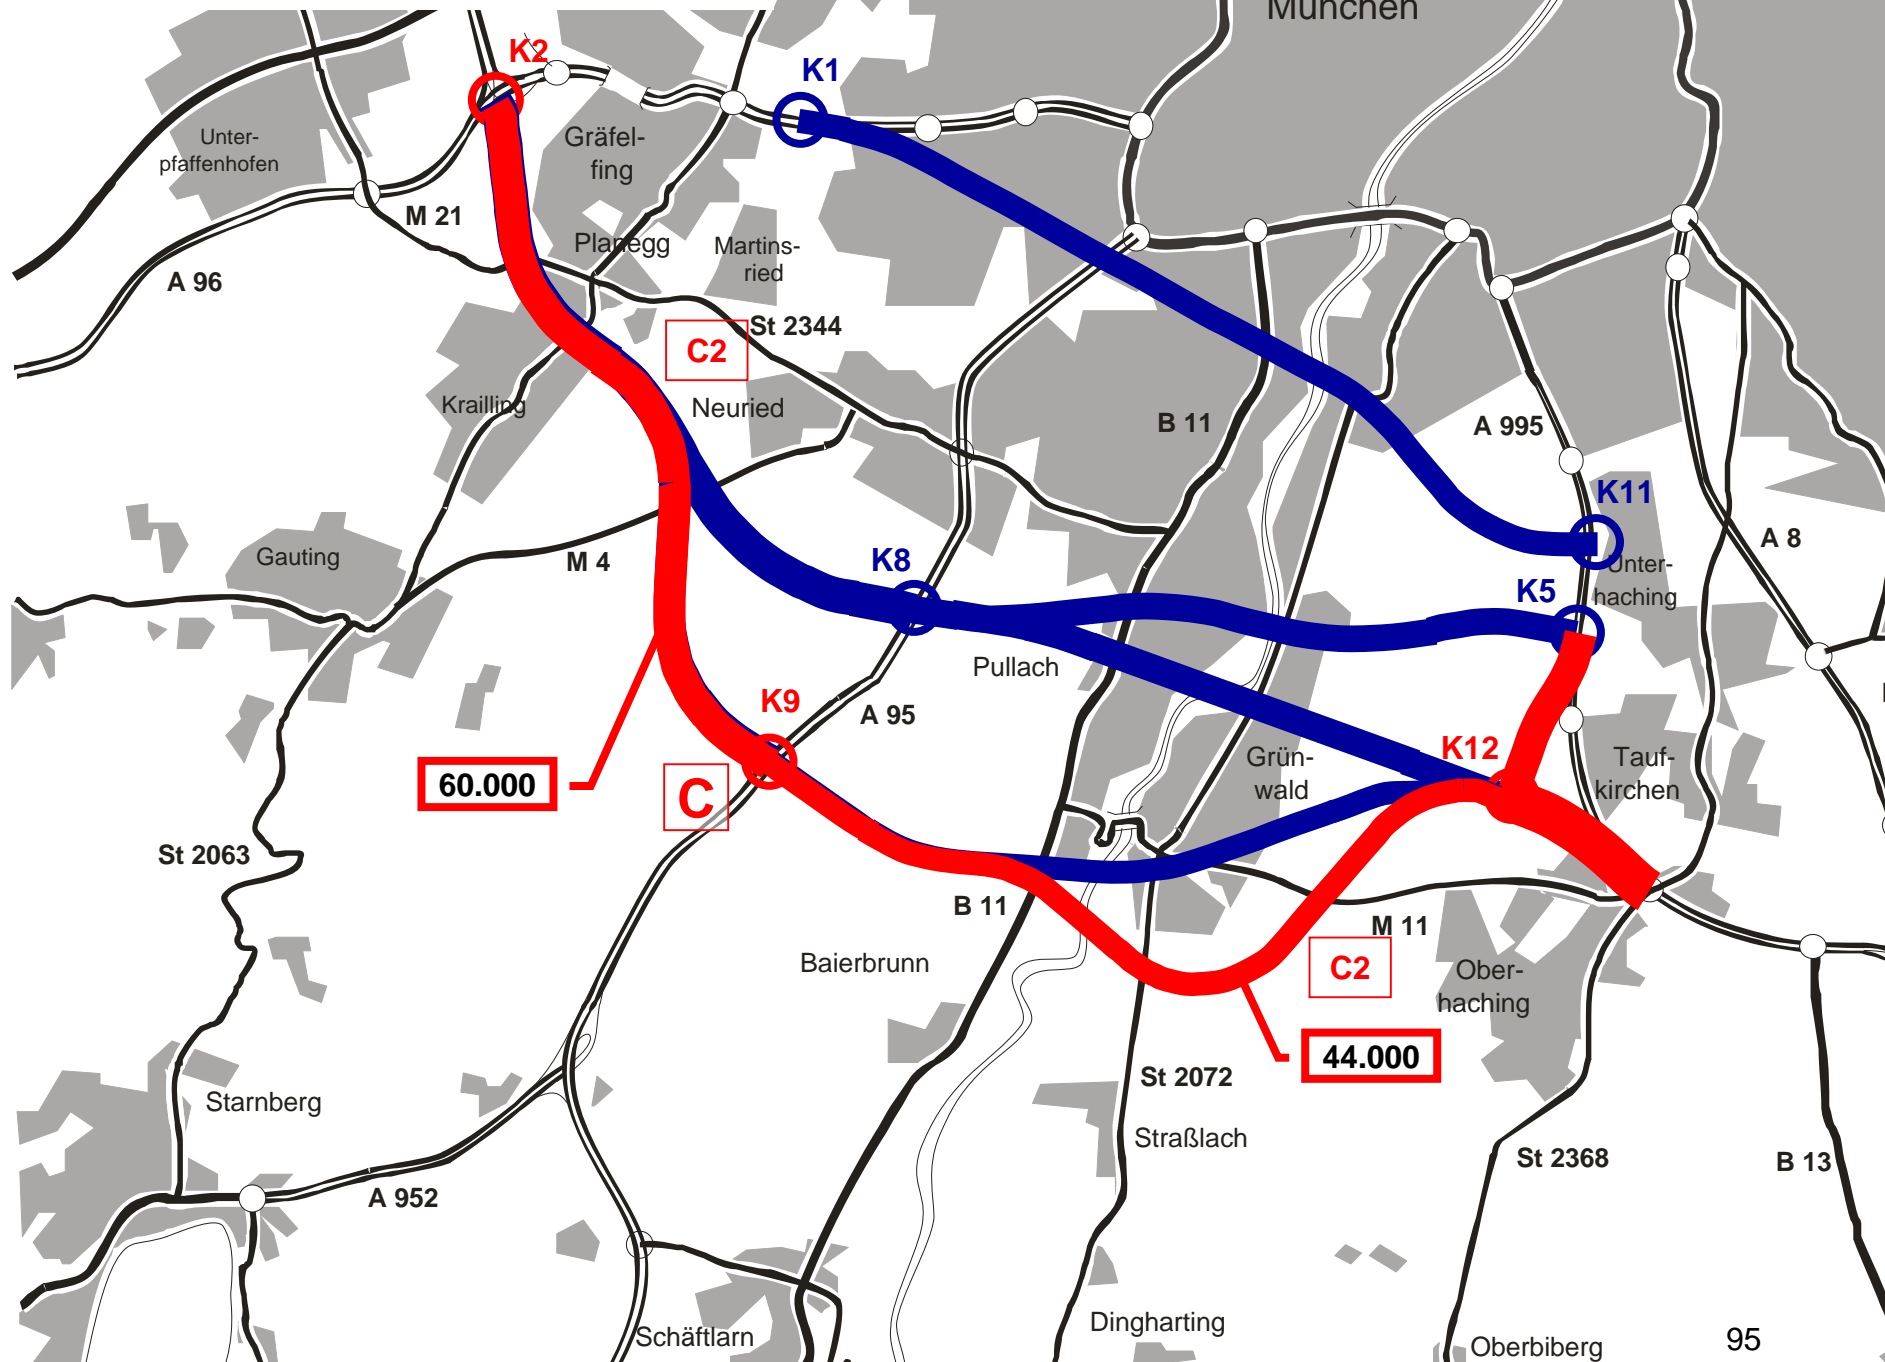 München
K2
K1
Unter-
pfaffenhofen
Gräfel-
fing
M 21
Planegg
Martins-
ried
A 96
St 2344
C2
Krailling
Neuried
B 11
A 995
K11
Gauting
M 4
K8
A 8
Unter-
haching
K5
Pullach
K9
A 95
K12
Grün-
wald
Tauf-
kirchen
60.000
C
St 2063
B 11
M 11
Baierbrunn
C2
Ober-
haching
44.000
St 2072
Starnberg
Straßlach
St 2368
B 13
A 952
Dingharting
Schäftlarn
Oberbiberg
95